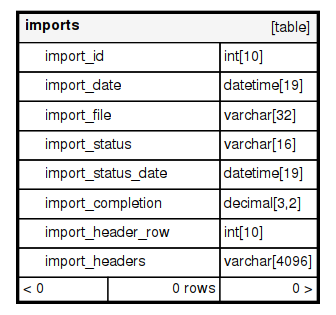 imports [table]
import_id int[10]
import_date datetime[19]
import_file varchar[32]
import_status varchar[16]
import_status_date datetime[19]
import_completion decimal[3,2]
import_header_row int[10]
import_headers varchar[4096]
< 0 0 rows 0 >